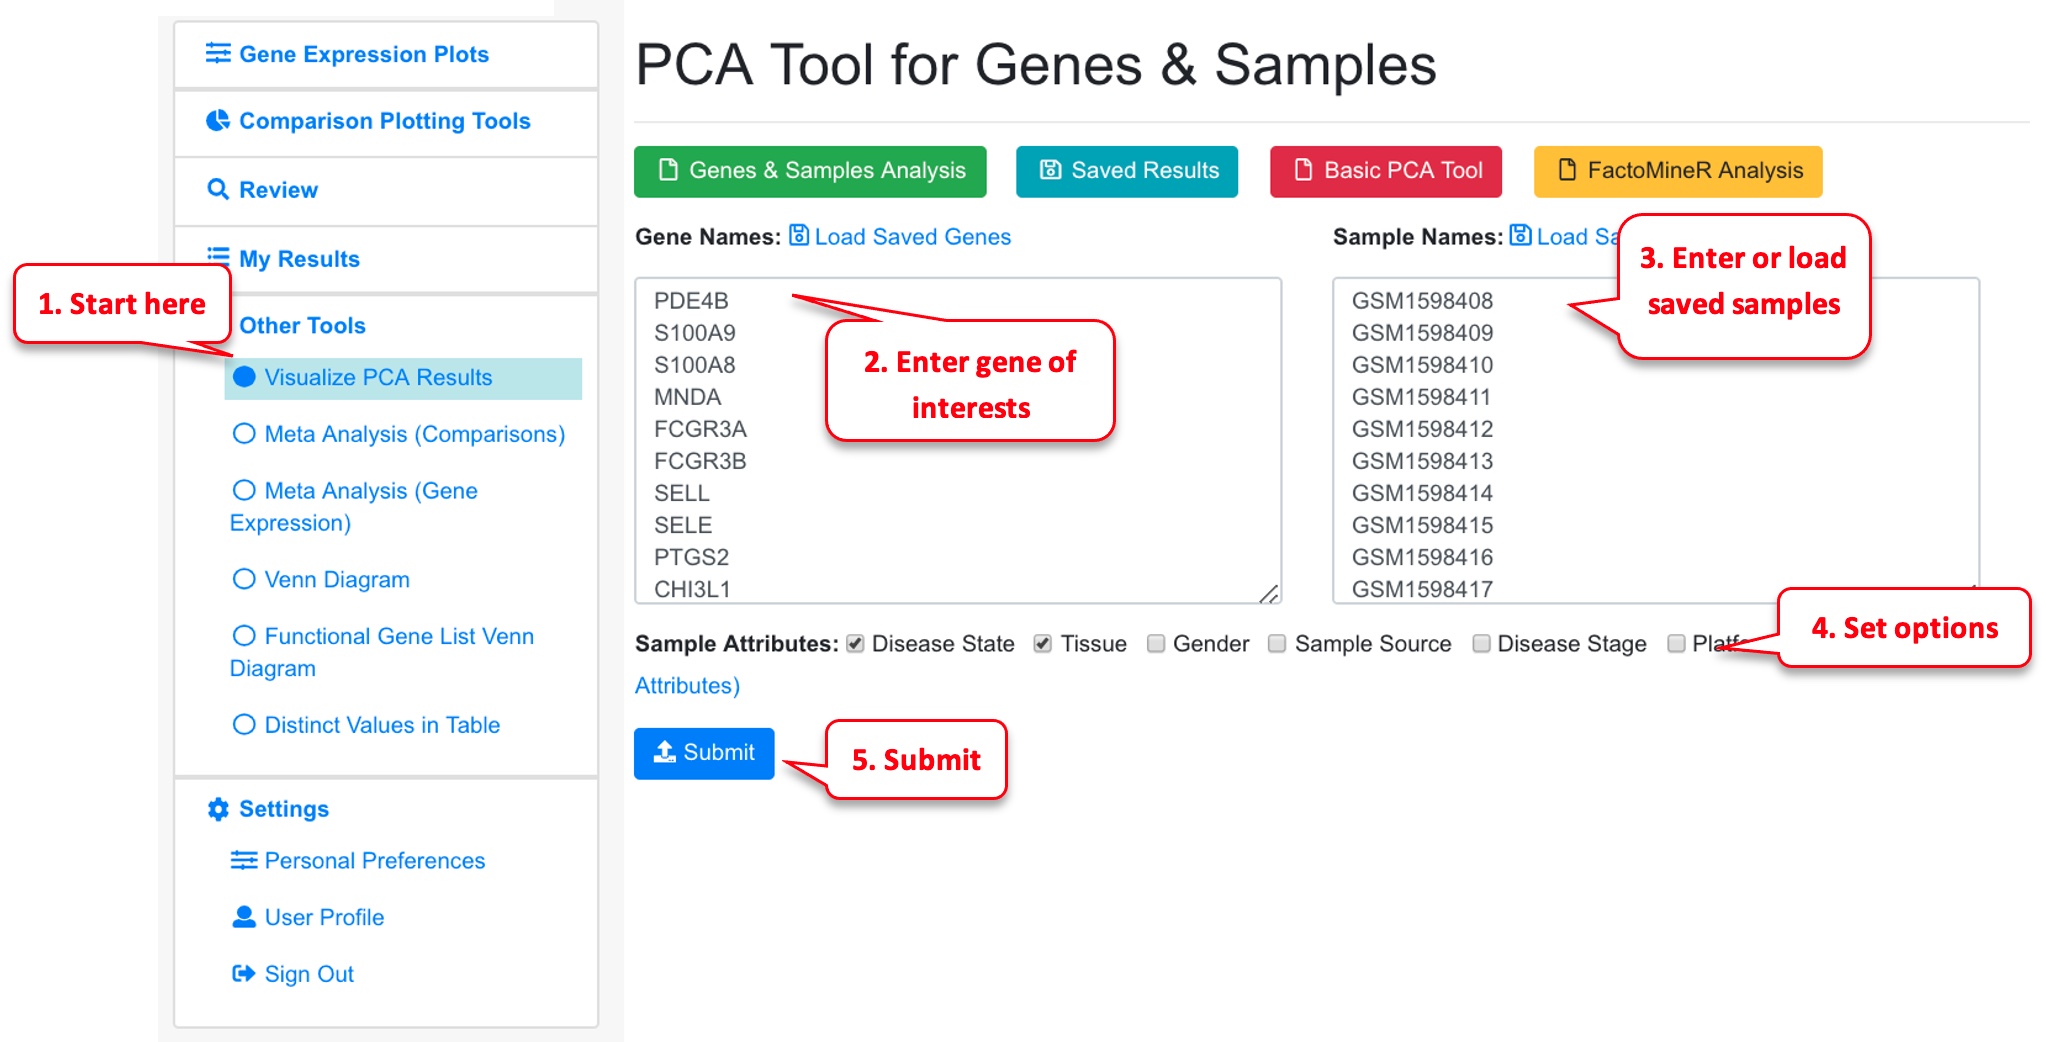 Gene Expression Plots
Comparison Plotting Tools
Review
My Results
1. Start here
Other Tools
Visualize PCA Results
Meta Analysis (Comparisons)
Meta Analysis (Gene
Expression)
Venn Diagram
Functional Gene List Venn
Diagram
Distinct Values in Table
Settings
Personal Preferences
User Profile
Sign Out
PCA Tool for Genes & Samples
Genes & Samples Analysis
Saved Results
Basic PCA Tool
FactoMineR Analysis
Gene Names: Load Saved Genes
PDE4B
S100A9
S100A8
MNDA
FCGR3A
FCGR3B
SELL
SELE
PTGS2
CHI3L1
2. Enter gene of
interests
Sample Names: Load
3. Enter or load
saved samples
GSM1598408
GSM1598409
GSM1598410
GSM1598411
GSM1598412
GSM1598413
GSM1598414
GSM1598415
GSM1598416
GSM1598417
Sample Attributes: Disease State Tissue Gender Sample Source Disease Stage
4. Set options
Attributes)
Submit
5. Submit